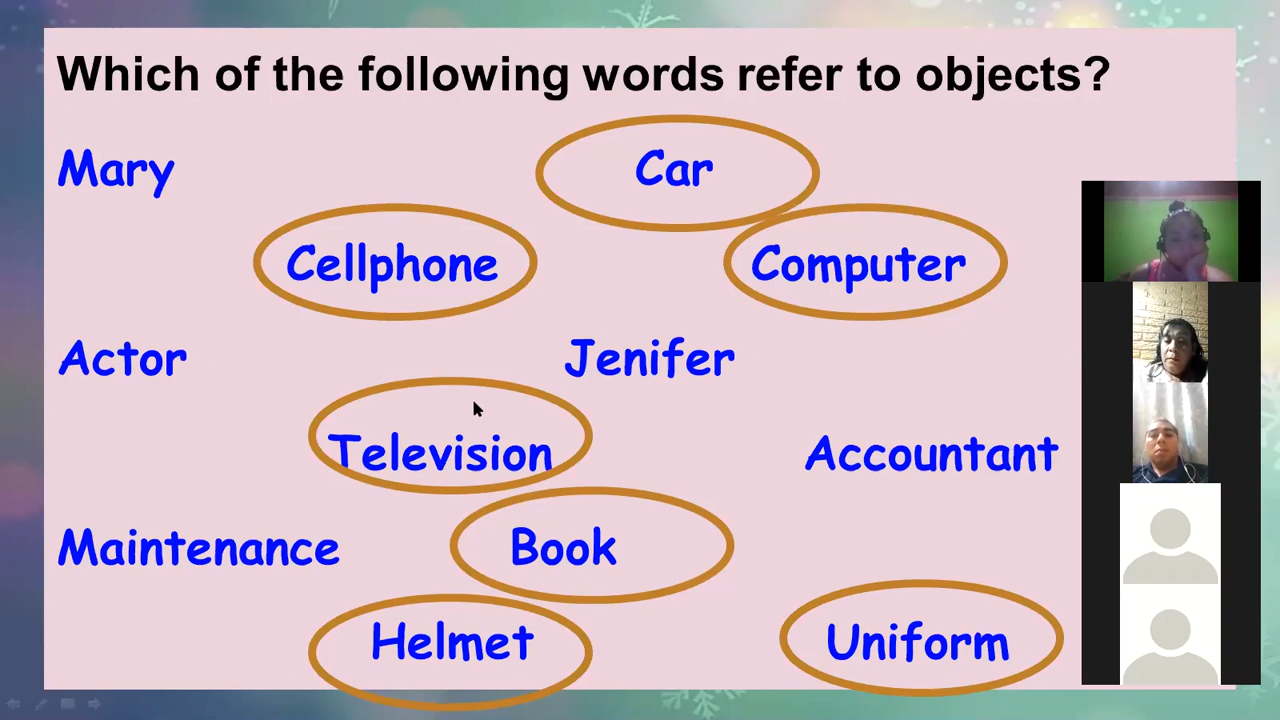 Which of the following words refer to objects?
Mary Car
Cellphone Computer
Actor Jenifer
Television Accountant
Maintenance Book
Helmet Uniform